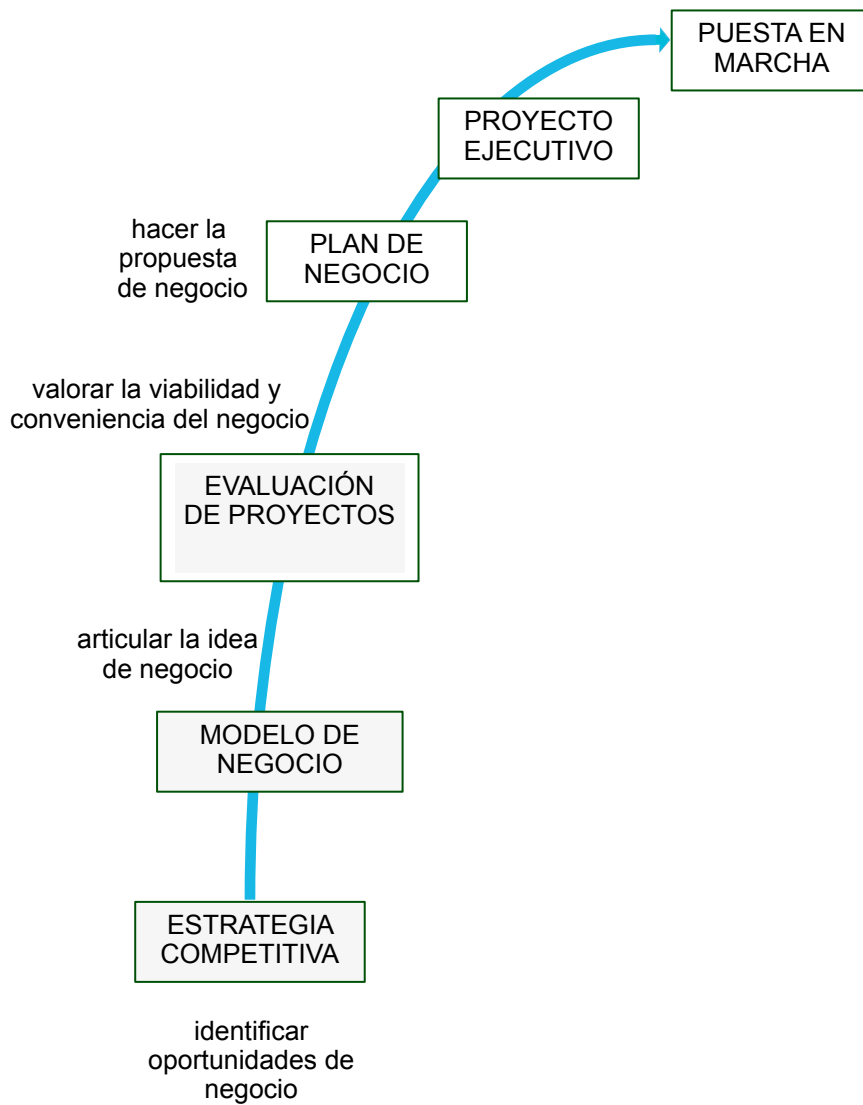 PUESTA EN
MARCHA
PROYECTO
EJECUTIVO
hacer la
propuesta
de negocio
PLAN DE
NEGOCIO
valorar la viabilidad y
conveniencia del negocio
EVALUACIÓN
DE PROYECTOS
articular la idea
de negocio
MODELO DE
NEGOCIO
ESTRATEGIA
COMPETITIVA
identificar
oportunidades de
negocio